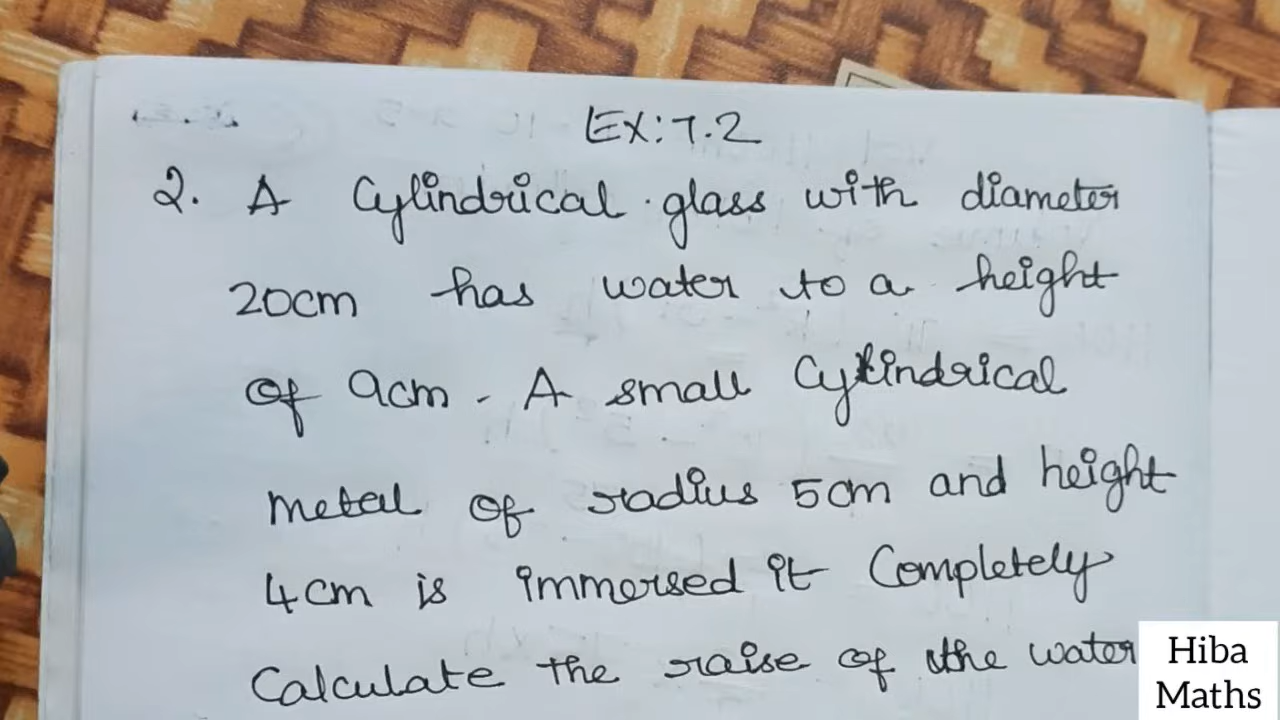 EX: 7.2
2. A Cylindrical glass with diameter
20cm has water to a height
of 9cm. A small Cylindrical
metal of radius 5cm and height
4cm is immersed it Completely
Calculate the raise of the water
Hiba
Maths